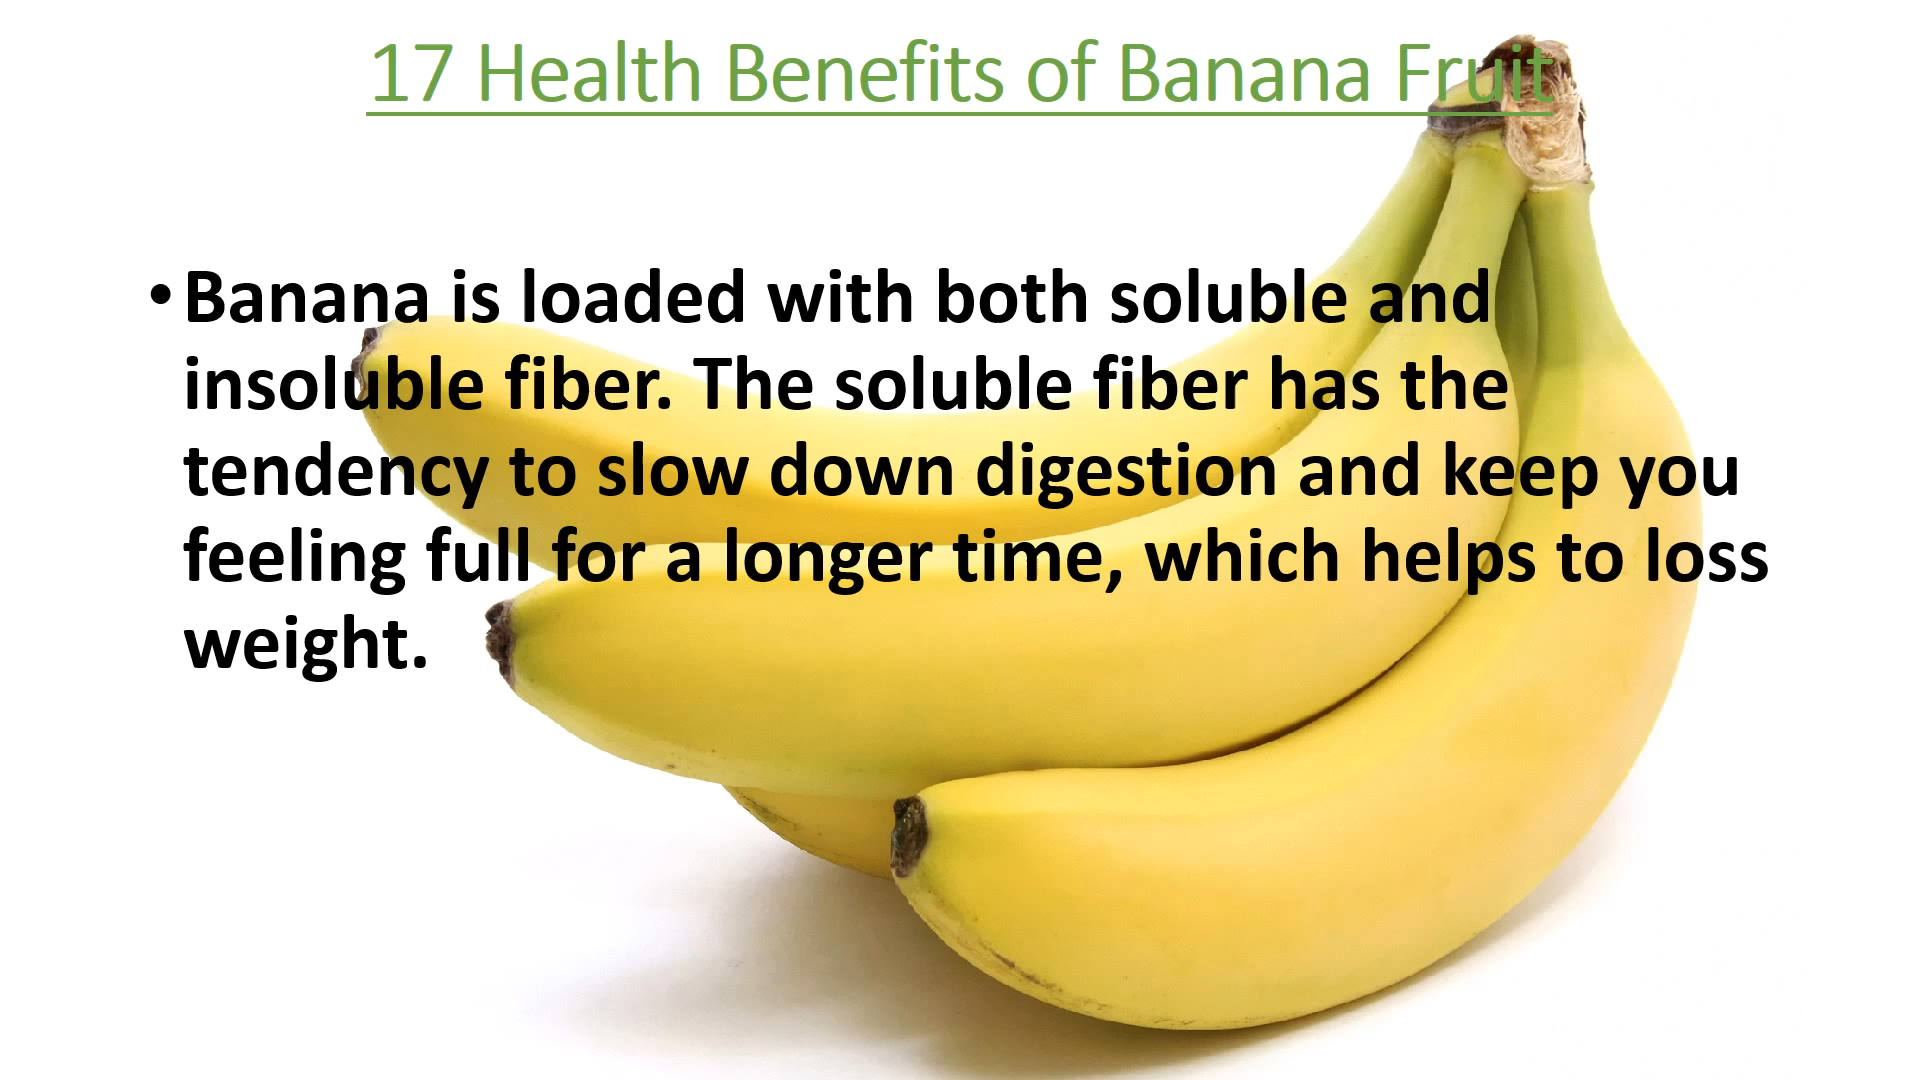 17 Health Benefits of Banana Fruit
•Banana is loaded with both soluble and
insoluble fiber. The soluble fiber has the
tendency to slow down digestion and keep you
feeling full for a longer time, which helps to loss
weight.